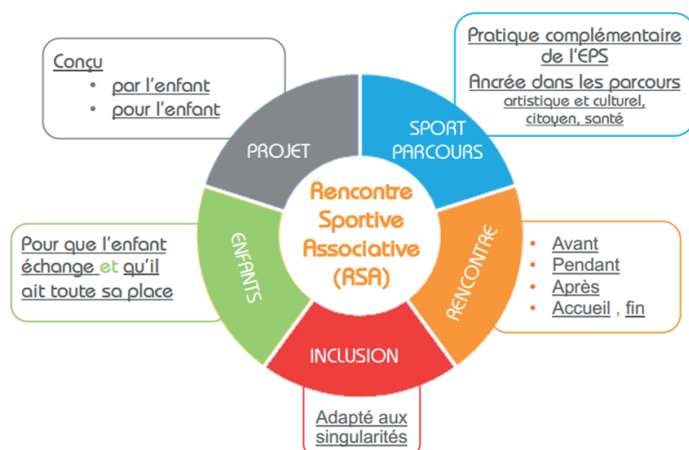 Conçu
• par l'enfant
• pour l'enfant
Pratique complémentaire
de l'EPS
Ancrée dans les parcours
artistique et culturel,
citoyen, santé
PROJET
SPORT
PARCOURS
Rencontre
Sportive
Associative
(RSA)
Pour que l'enfant
échange et qu'il
ait toute sa place
ENFANTS
RENCONTRE
• Avant
• Pendant
• Après
• Accueil , fin
INCLUSION
Adapté aux
singularités